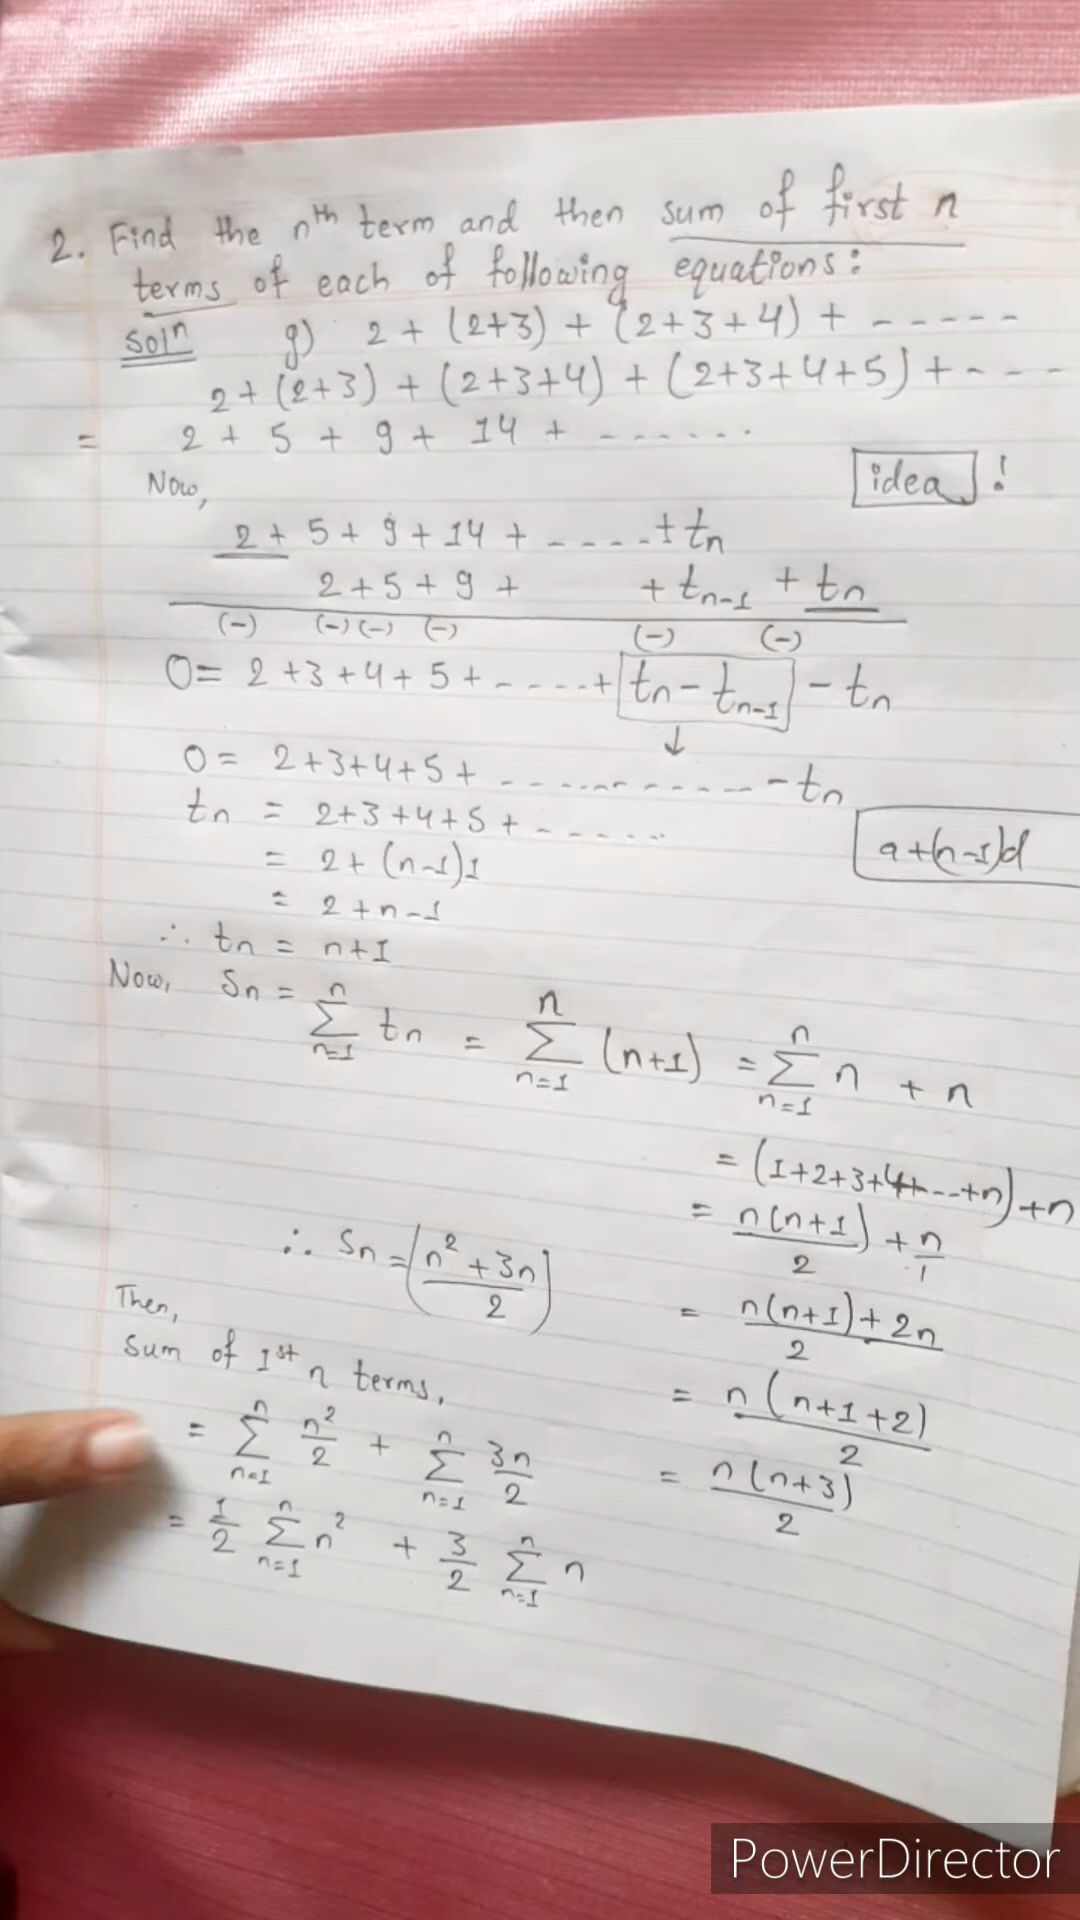 2. Find the nth term and then sum of first n
terms of each of following equations:
Solⁿ g) 2 + (2+3) + (2+3+4) + -----
2 + (2+3) + (2+3+4) + (2+3+4+5) + ---
= 2 + 5 + 9 + 14 + ------
Now,
idea !
2 + 5 + 9 + 14 + ----- + tn
2 + 5 + 9 + + tn-1 + tn
(-) (-) (-) (-) (-) (-)
0 = 2 + 3 + 4 + 5 + ----- + tn - tn-1 - tn
↓
0 = 2+3+4+5+ ----------- - tn
tn = 2+3+4+5+ ------
a+(n-1)d
= 2 + (n-1)1
= 2 + n - 1
∴ tn = n+1
Now, Sn = n∑n=1 tn = n∑n=1 (n+1) = n∑n=1 n + n
= (1+2+3+4+--+n)+n
= n(n+1)/2 + n/1
∴ Sn = (n² + 3n / 2)
= n(n+1)+2n / 2
Then,
Sum of 1st n terms,
= n(n+1+2) / 2
= n∑n=1 n²/2 + n∑n=1 3n/2
= n(n+3) / 2
= 1/2 n∑n=1 n² + 3/2 n∑n=1 n
PowerDirector